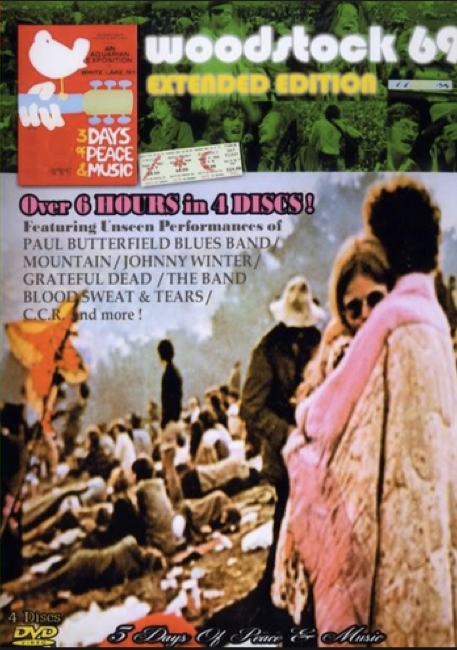 woodstock 69
EXTENDED EDITION
AN
AQUARIAN
EXPOSITION
WHITE LAKE, N.Y.
3 DAYS
of PEACE
& MUSIC
Over 6 HOURS in 4 DISCS !
Featuring Unseen Performances of
PAUL BUTTERFIELD BLUES BAND/
MOUNTAIN / JOHNNY WINTER /
GRATEFUL DEAD / THE BAND
BLOOD SWEAT & TEARS /
C.C.R. and more !
4 Discs
DVD
VIDEO
3 Days Of Peace & Music